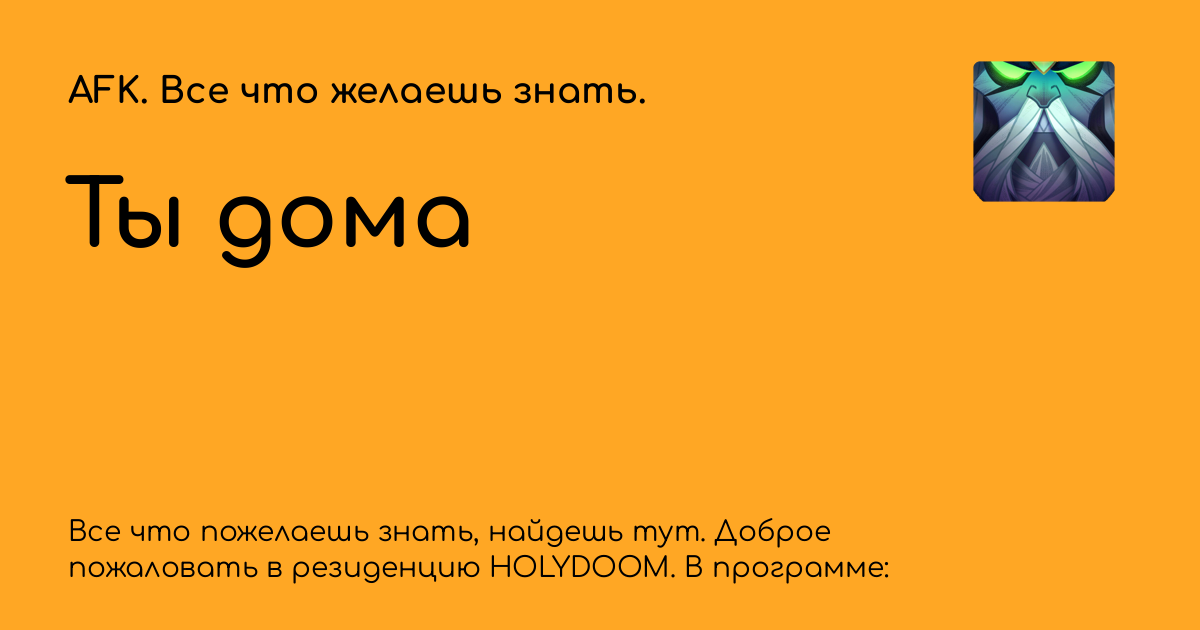 AFK. Все что желаешь знать.
Ты дома
Все что пожелаешь знать, найдешь тут. Доброе
пожаловать в резиденцию HOLYDOOM. В программе: